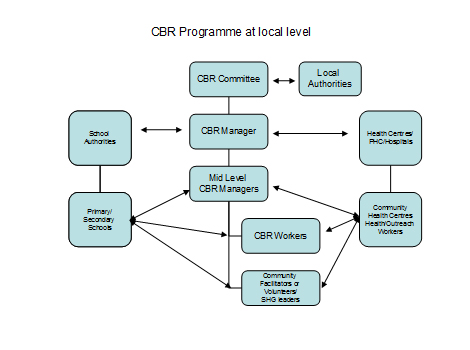 CBR Programme at local level
CBR Committee
Local
Authorities
School
Authorities
CBR Manager
Health Centres/
PHC/Hospitals
Mid Level
CBR Managers
Primary/
Secondary
Schools
Community
Health Centres
Health/Outreach
Workers
CBR Workers
Community
Facilitators or
Volunteers/
SHG leaders